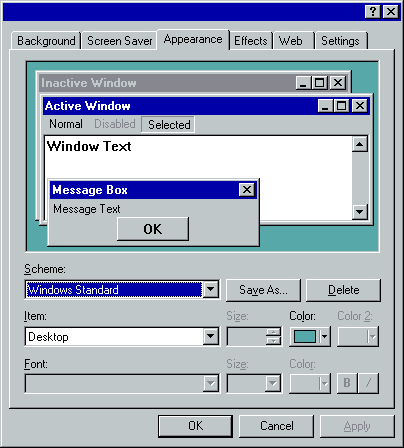 Background Screen Saver Appearance Effects Web Settings
Inactive Window
Active Window
Normal Disabled Selected
Window Text
Message Box
Message Text
OK
Scheme:
Windows Standard Save As... Delete
Item: Size: Color: Color 2:
Desktop
Font: Size: Color:
B /
OK Cancel Apply